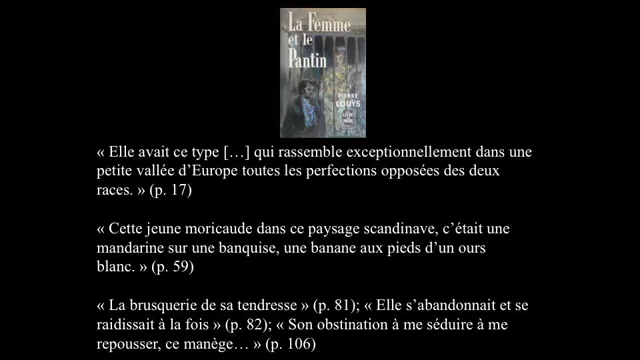 La Femme
et le
Pantin
PIERRE
LOUŸS
« Elle avait ce type […] qui rassemble exceptionnellement dans une
petite vallée d’Europe toutes les perfections opposées des deux
races. » (p. 17)
« Cette jeune moricaude dans ce paysage scandinave, c’était une
mandarine sur une banquise, une banane aux pieds d’un ours
blanc. » (p. 59)
« La brusquerie de sa tendresse » (p. 81); « Elle s’abandonnait et se
raidissait à la fois » (p. 82); « Son obstination à me séduire à me
repousser, ce manège… » (p. 106)